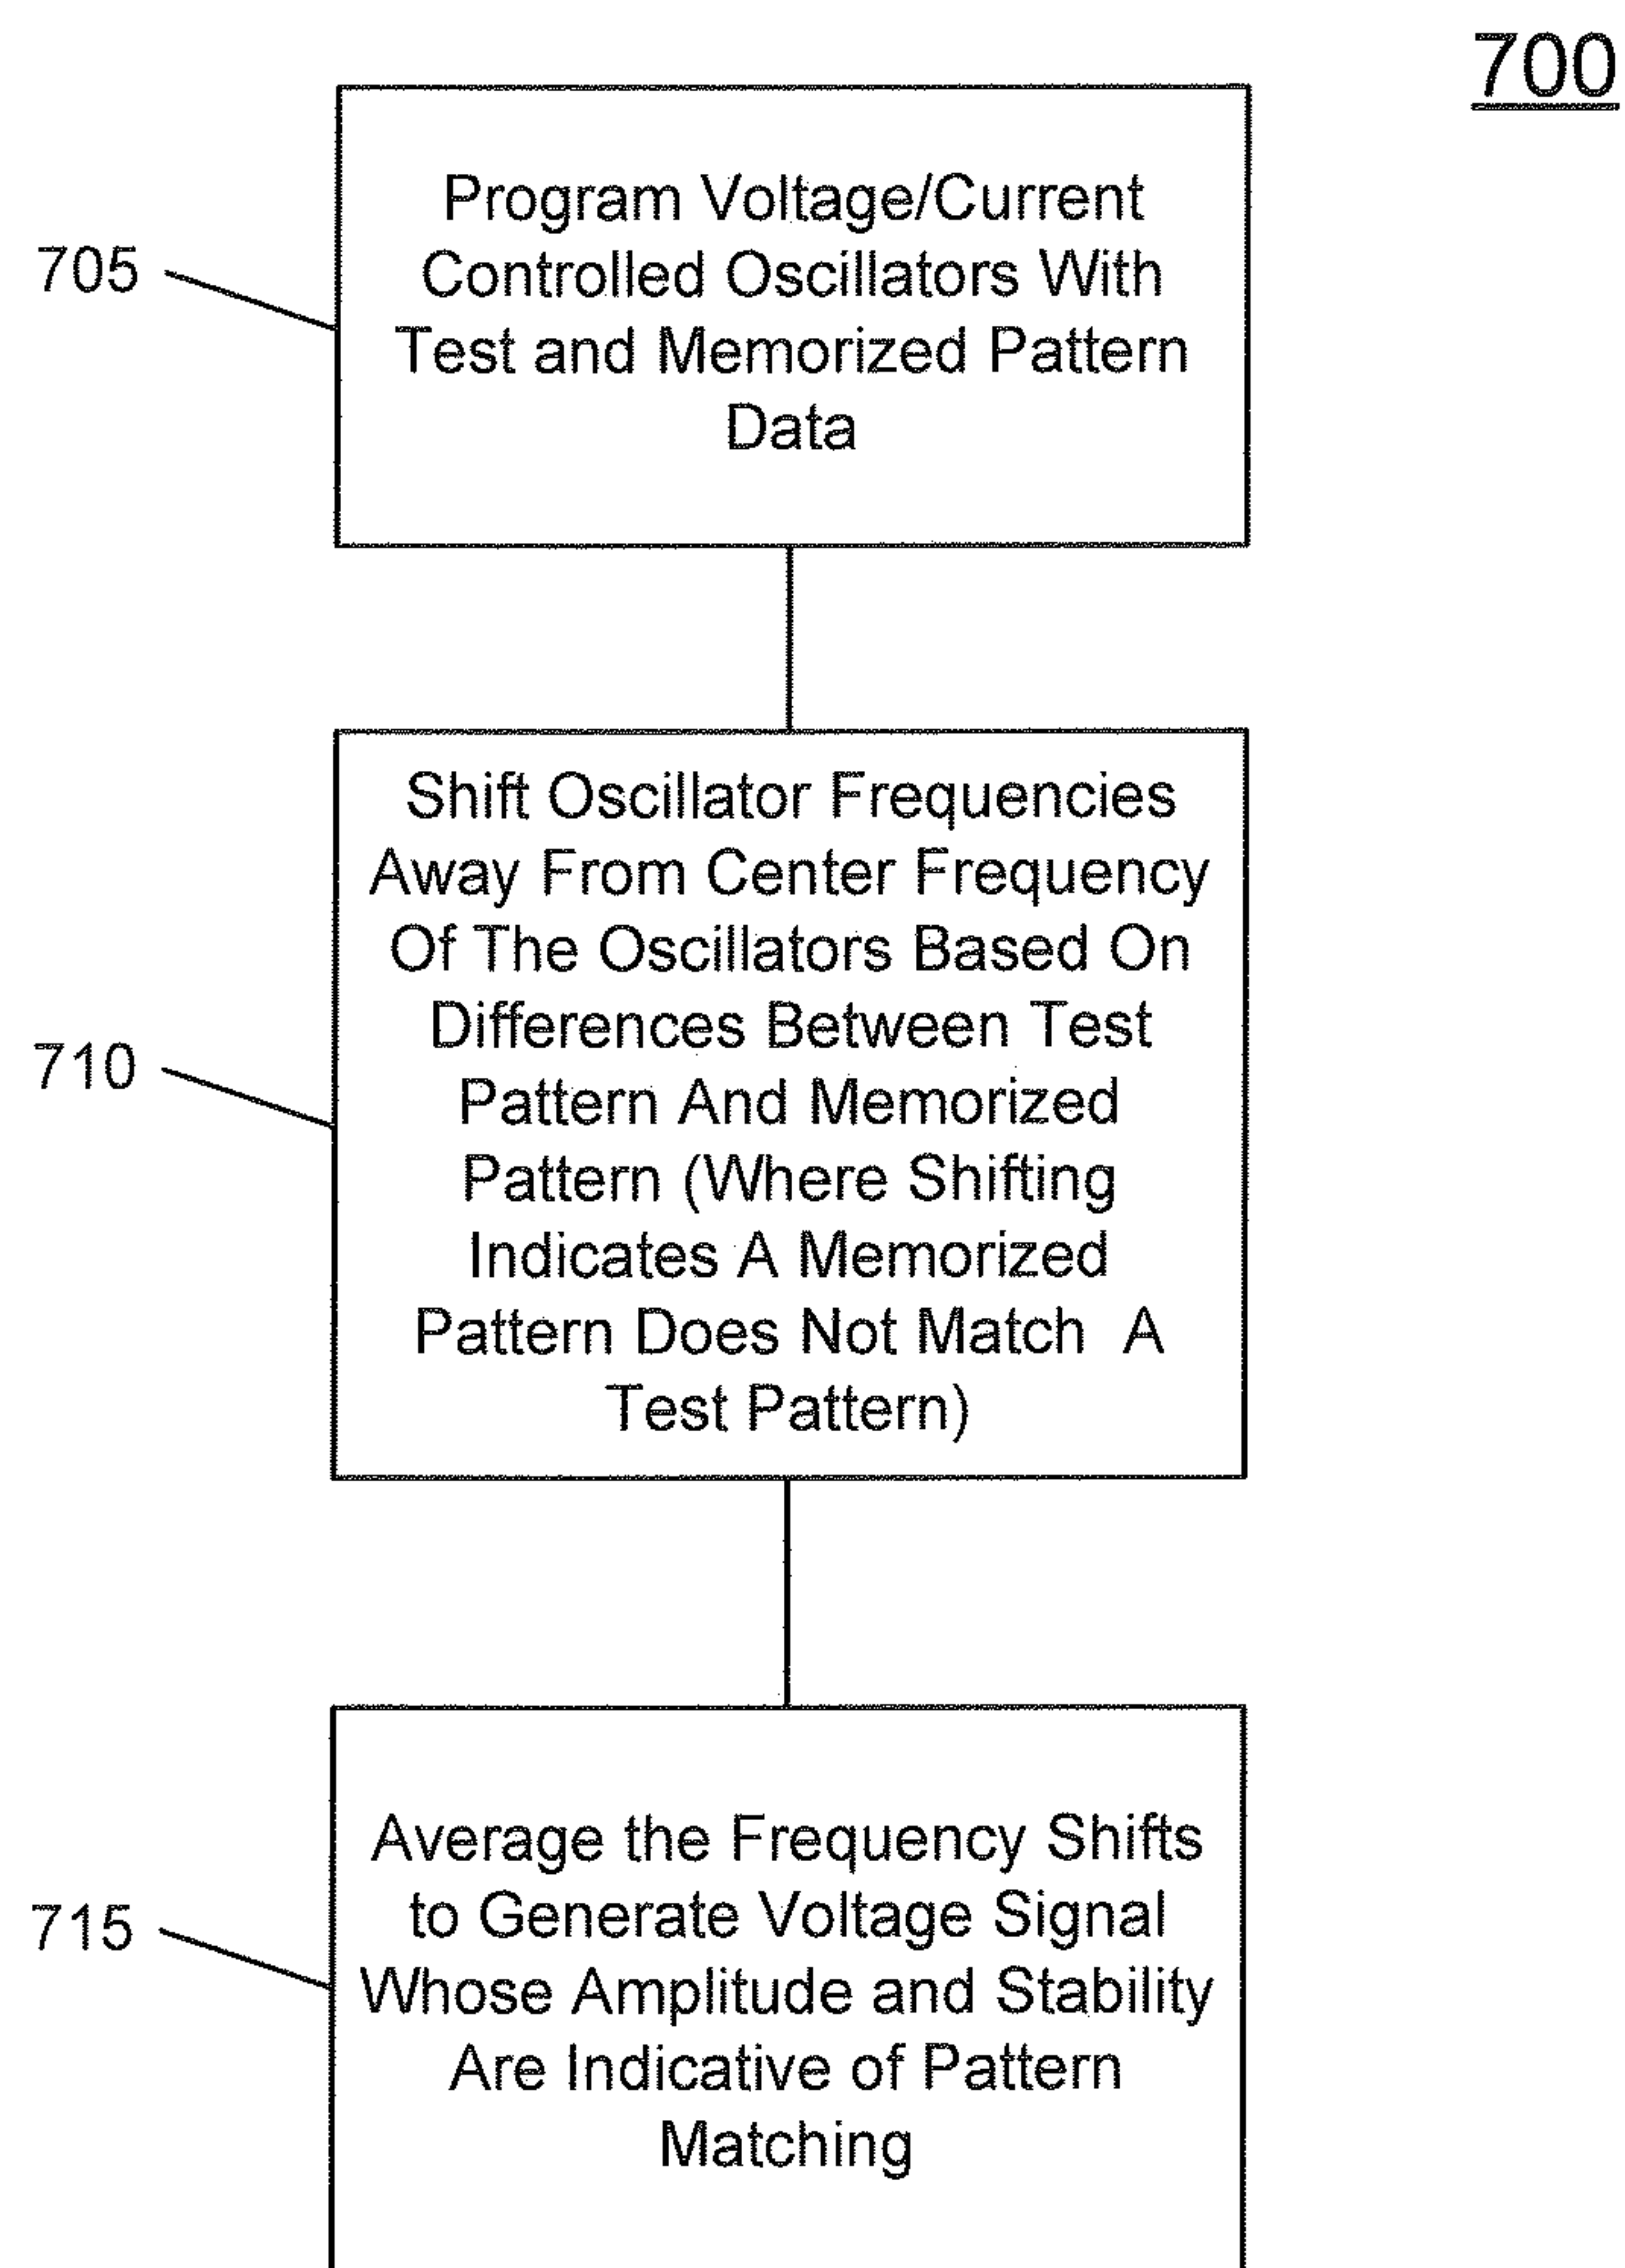 700
705
Program Voltage/Current
Controlled Oscillators With
Test and Memorized Pattern
Data
710
Shift Oscillator Frequencies
Away From Center Frequency
Of The Oscillators Based On
Differences Between Test
Pattern And Memorized
Pattern (Where Shifting
Indicates A Memorized
Pattern Does Not Match A
Test Pattern)
715
Average the Frequency Shifts
to Generate Voltage Signal
Whose Amplitude and Stability
Are Indicative of Pattern
Matching